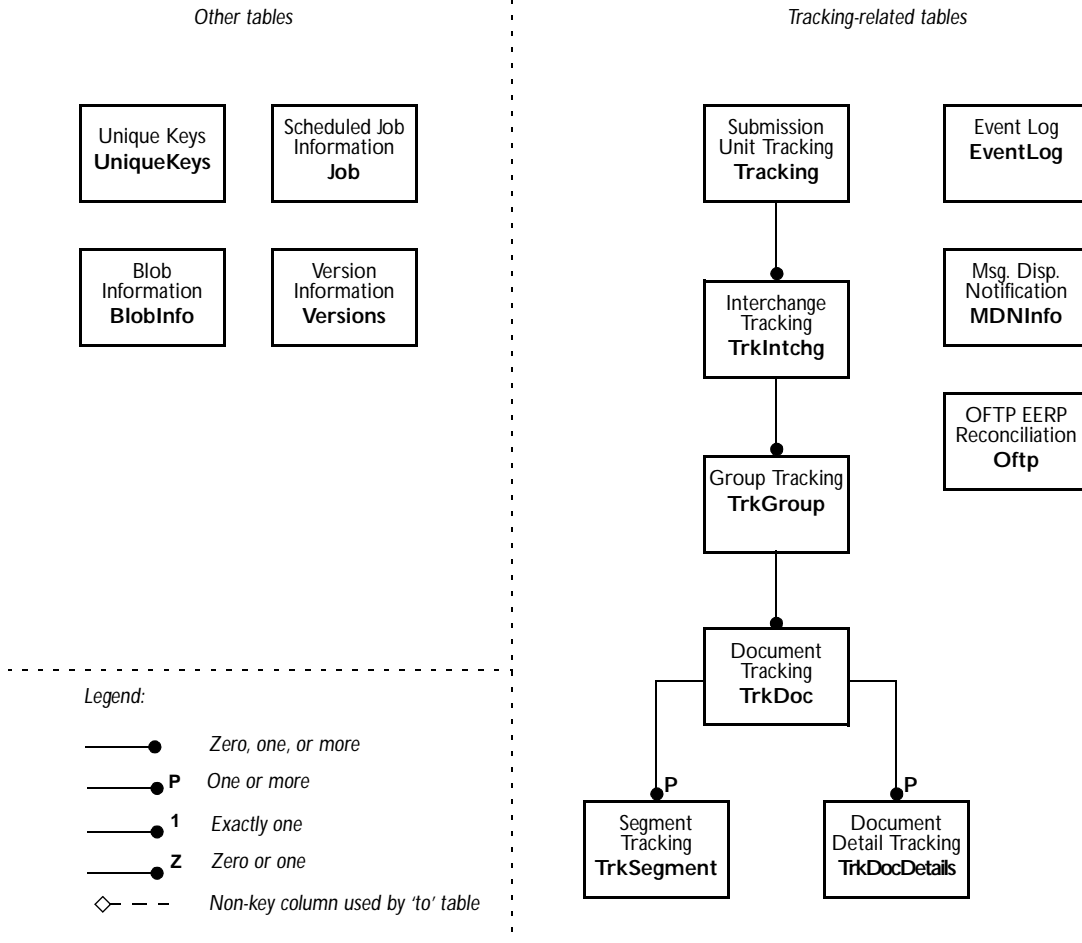 Other tables
Tracking-related tables
Unique Keys
UniqueKeys
Scheduled Job
Information
Job
Blob
Information
BlobInfo
Version
Information
Versions
Submission
Unit Tracking
Tracking
Event Log
EventLog
Interchange
Tracking
TrkIntchg
Msg. Disp.
Notification
MDNInfo
Group Tracking
TrkGroup
OFTP EERP
Reconciliation
Oftp
Document
Tracking
TrkDoc
P
P
Segment
Tracking
TrkSegment
Document
Detail Tracking
TrkDocDetails
Legend:
Zero, one, or more
P One or more
1 Exactly one
Z Zero or one
Non-key column used by ‘to’ table